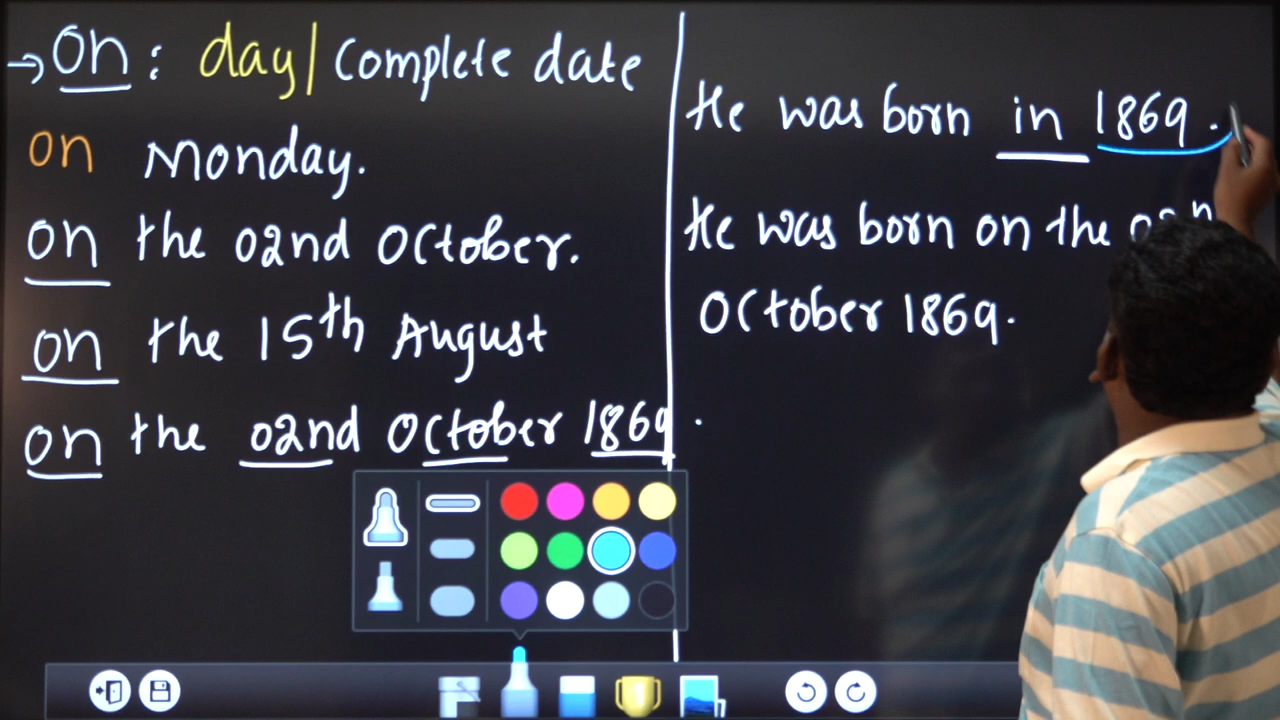 → on : day/ complete date
on Monday.
on the 02nd October.
on the 15th August
on the 02nd October 1869.
He was born in 1869.
He was born on the
October 1869.